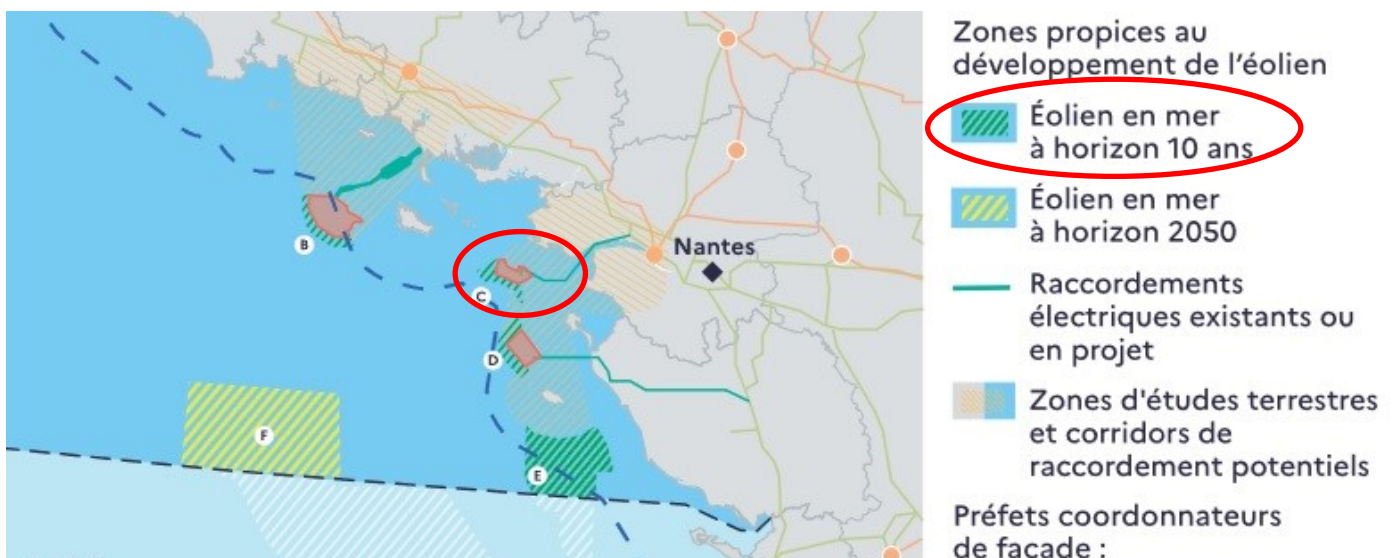 Zones propices au
développement de l'éolien
Éolien en mer
à horizon 10 ans
Éolien en mer
à horizon 2050
Raccordements
électriques existants ou
en projet
Zones d'études terrestres
et corridors de
raccordement potentiels
Préfets coordonnateurs
de façade :
Nantes
B
C
D
F
E